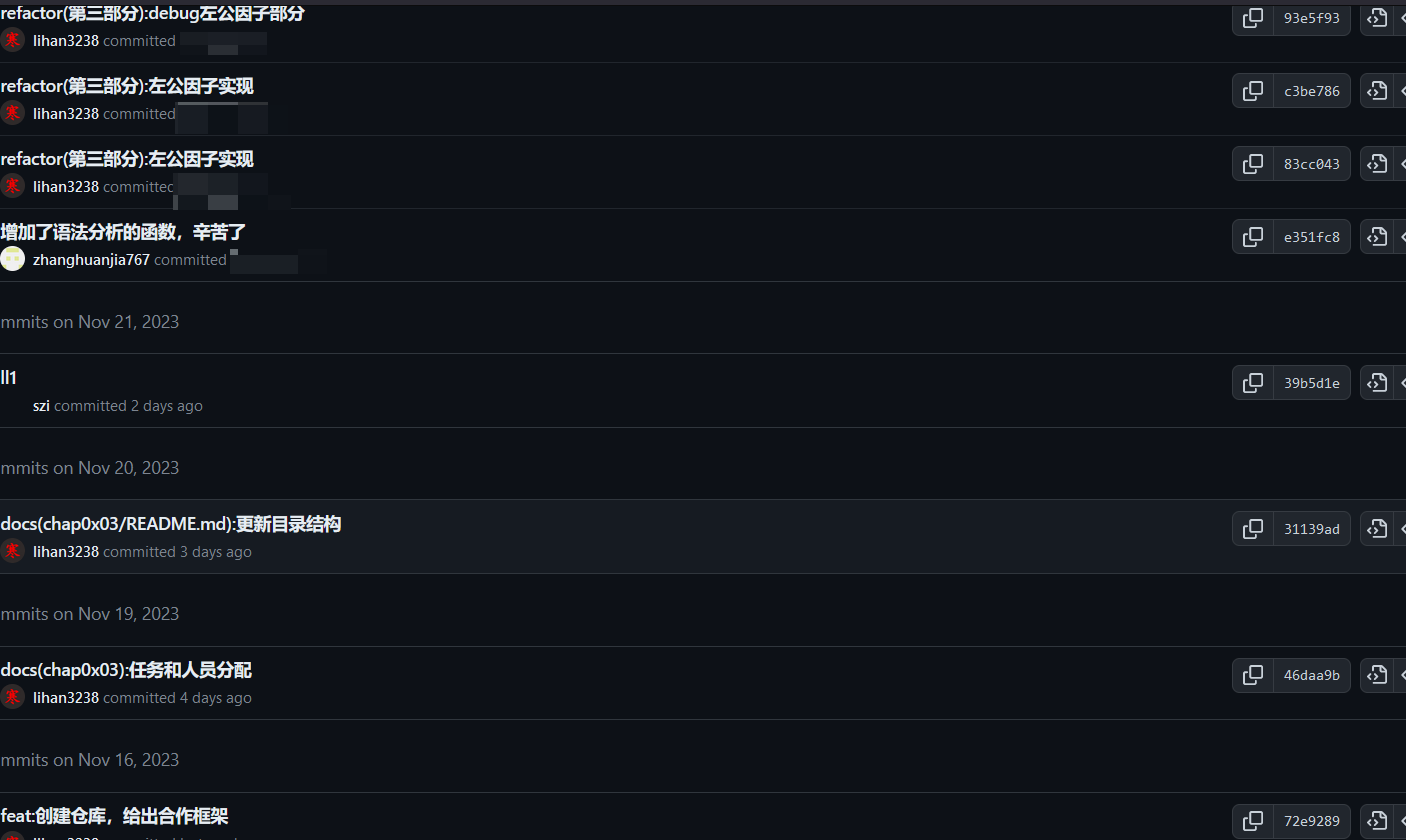 refactor(第三部分):debug左公因子部分
93e5f93
寒 lihan3238 committed
refactor(第三部分):左公因子实现
c3be786
寒 lihan3238 committed
refactor(第三部分):左公因子实现
83cc043
寒 lihan3238 committed
增加了语法分析的函数，辛苦了
e351fc8
zhanghuanjia767 committed
mmits on Nov 21, 2023
ll1
39b5d1e
szi committed 2 days ago
mmits on Nov 20, 2023
docs(chap0x03/README.md):更新目录结构
31139ad
寒 lihan3238 committed 3 days ago
mmits on Nov 19, 2023
docs(chap0x03):任务和人员分配
46daa9b
寒 lihan3238 committed 4 days ago
mmits on Nov 16, 2023
feat:创建仓库，给出合作框架
72e9289